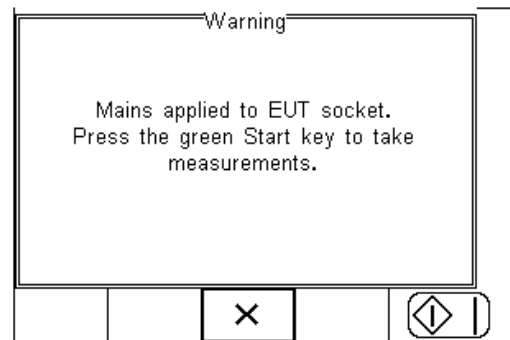 Warning
Mains applied to EUT socket.
Press the green Start key to take
measurements.